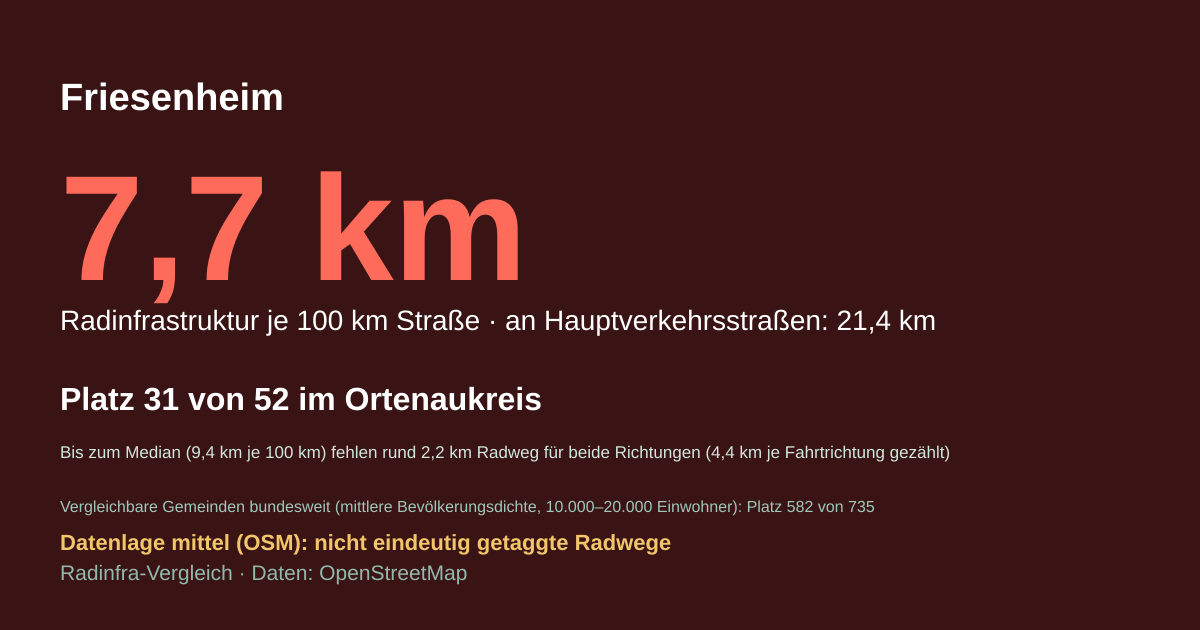 Friesenheim
7,7 km
Radinfrastruktur je 100 km Straße · an Hauptverkehrsstraßen: 21,4 km
Platz 31 von 52 im Ortenaukreis
Bis zum Median (9,4 km je 100 km) fehlen rund 2,2 km Radweg für beide Richtungen (4,4 km je Fahrtrichtung gezählt)
Vergleichbare Gemeinden bundesweit (mittlere Bevölkerungsdichte, 10.000–20.000 Einwohner): Platz 582 von 735
Datenlage mittel (OSM): nicht eindeutig getaggte Radwege
Radinfra-Vergleich · Daten: OpenStreetMap